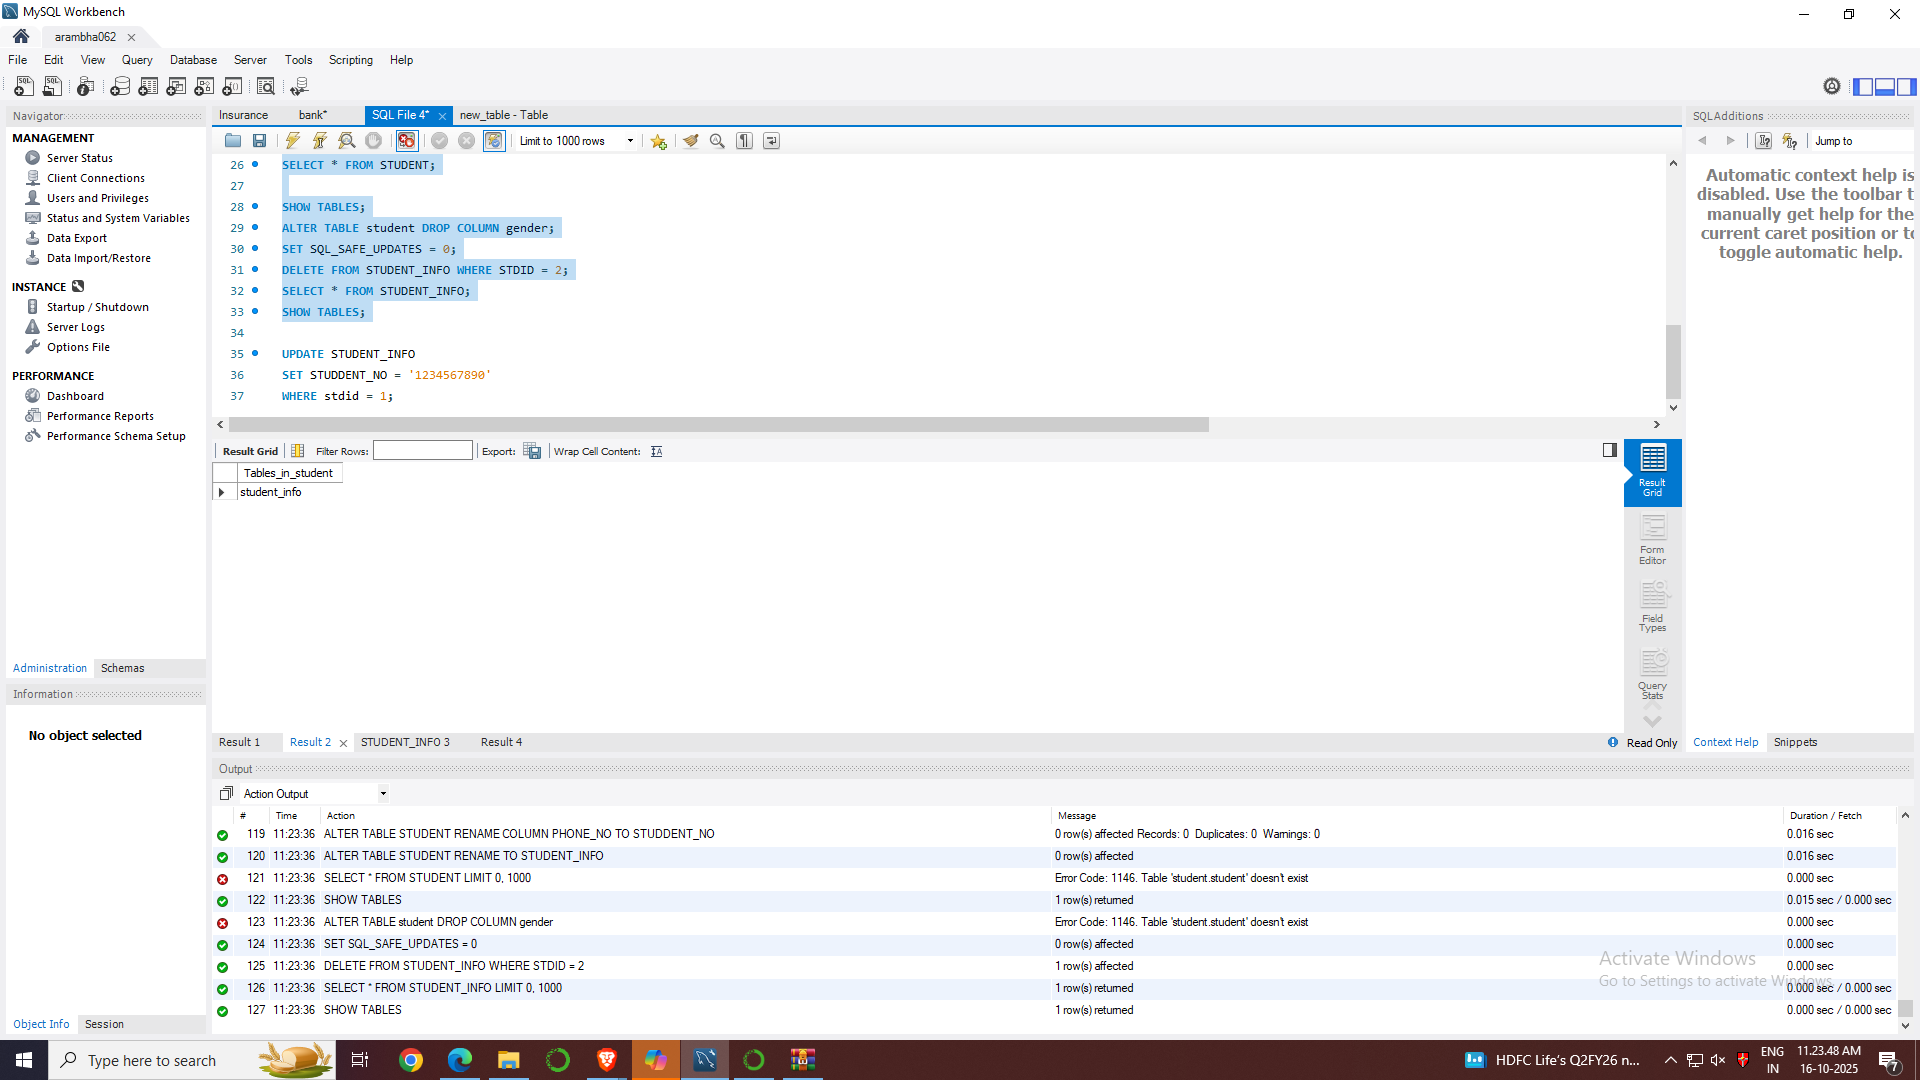 MySQL Workbench
arambha062
File Edit View Query Database Server Tools Scripting Help
Navigator
MANAGEMENT
Server Status
Client Connections
Users and Privileges
Status and System Variables
Data Export
Data Import/Restore
INSTANCE
Startup / Shutdown
Server Logs
Options File
PERFORMANCE
Dashboard
Performance Reports
Performance Schema Setup
Administration Schemas
Information
No object selected
Object Info Session
Insurance bank* SQL File 4* new_table - Table
Limit to 1000 rows
26 SELECT * FROM STUDENT;
27
28 SHOW TABLES;
29 ALTER TABLE student DROP COLUMN gender;
30 SET SQL_SAFE_UPDATES = 0;
31 DELETE FROM STUDENT_INFO WHERE STDID = 2;
32 SELECT * FROM STUDENT_INFO;
33 SHOW TABLES;
34
35 UPDATE STUDENT_INFO
36 SET STUDDENT_NO = '1234567890'
37 WHERE stdid = 1;
Result Grid Filter Rows: Export: Wrap Cell Content:
Tables_in_student
student_info
Result Grid
Form Editor
Field Types
Query Stats
Result 1 Result 2 STUDENT_INFO 3 Result 4 Read Only
SQLAdditions
Jump to
Automatic context help is
disabled. Use the toolbar t
manually get help for the
current caret position or to
toggle automatic help.
Context Help Snippets
Output
Action Output
# Time Action Message Duration / Fetch
119 11:23:36 ALTER TABLE STUDENT RENAME COLUMN PHONE_NO TO STUDDENT_NO 0 row(s) affected Records: 0 Duplicates: 0 Warnings: 0 0.016 sec
120 11:23:36 ALTER TABLE STUDENT RENAME TO STUDENT_INFO 0 row(s) affected 0.016 sec
121 11:23:36 SELECT * FROM STUDENT LIMIT 0, 1000 Error Code: 1146. Table 'student.student' doesn't exist 0.000 sec
122 11:23:36 SHOW TABLES 1 row(s) returned 0.015 sec / 0.000 sec
123 11:23:36 ALTER TABLE student DROP COLUMN gender Error Code: 1146. Table 'student.student' doesn't exist 0.000 sec
124 11:23:36 SET SQL_SAFE_UPDATES = 0 0 row(s) affected 0.000 sec
125 11:23:36 DELETE FROM STUDENT_INFO WHERE STDID = 2 1 row(s) affected 0.000 sec
126 11:23:36 SELECT * FROM STUDENT_INFO LIMIT 0, 1000 1 row(s) returned 0.000 sec / 0.000 sec
127 11:23:36 SHOW TABLES 1 row(s) returned 0.000 sec / 0.000 sec
Activate Windows
Go to Settings to activate Windows.
Type here to search
HDFC Life's Q2FY26 n...
ENG
IN
11.23.48 AM
16-10-2025
7